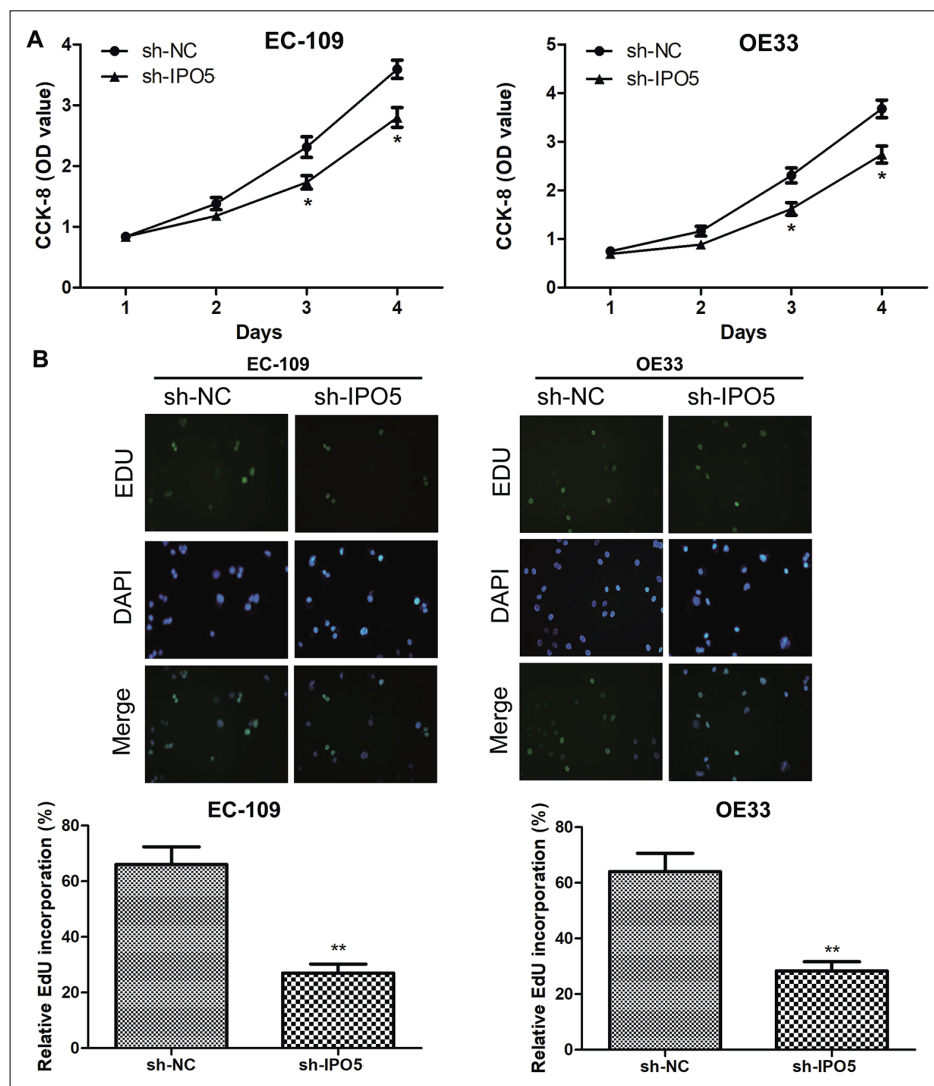 A
EC-109
sh-NC
sh-IPO5
CCK-8 (OD value)
4
3
2
1
0
*
*
1 2 3 4
Days
OE33
sh-NC
sh-IPO5
CCK-8 (OD value)
5
4
3
2
1
0
*
*
1 2 3 4
Days
B
EC-109
sh-NC sh-IPO5
EDU
DAPI
Merge
OE33
sh-NC sh-IPO5
EDU
DAPI
Merge
EC-109
Relative EdU incorporation (%)
80
60
40
20
0
**
sh-NC sh-IPO5
OE33
Relative EdU incorporation (%)
80
60
40
20
0
**
sh-NC sh-IPO5